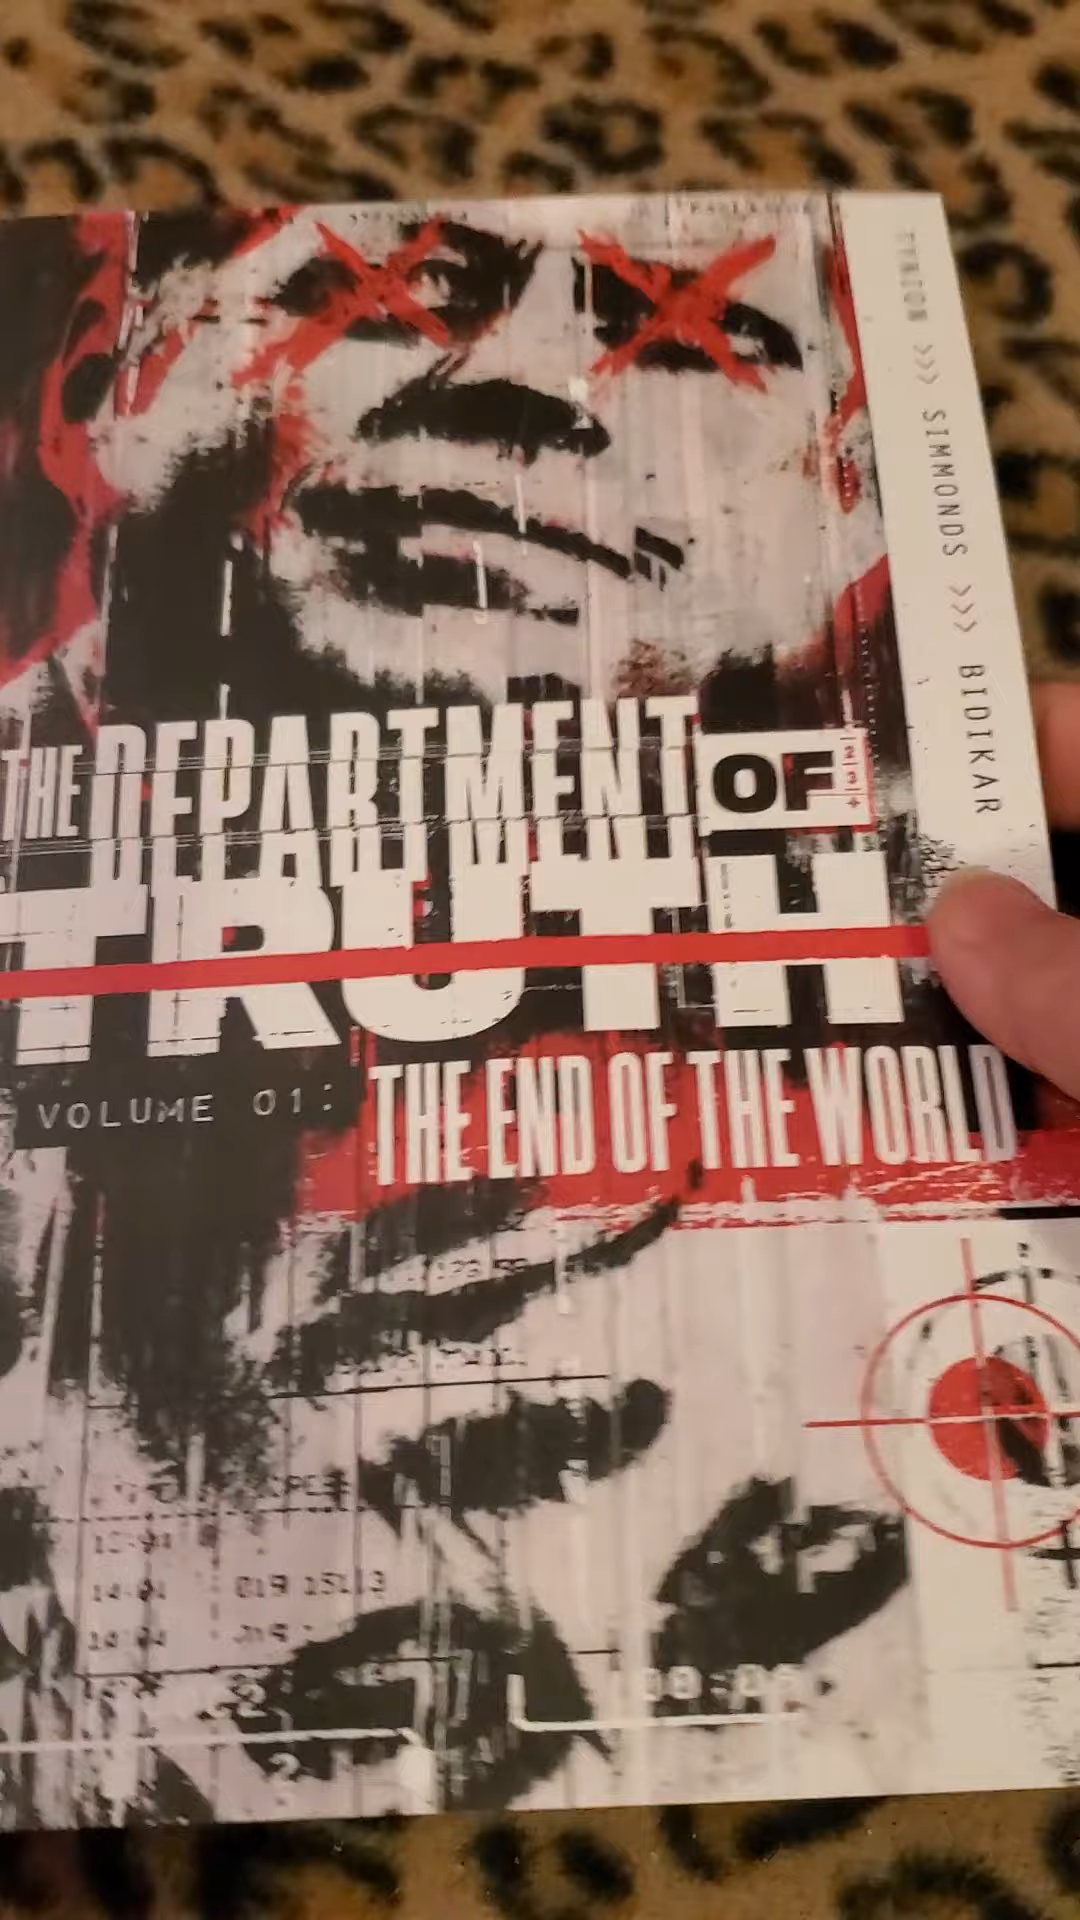 TYNION >>> SIMMONDS >>> BIDIKAR
THE DEPARTMENT OF
TRUTH
VOLUME 01: THE END OF THE WORLD